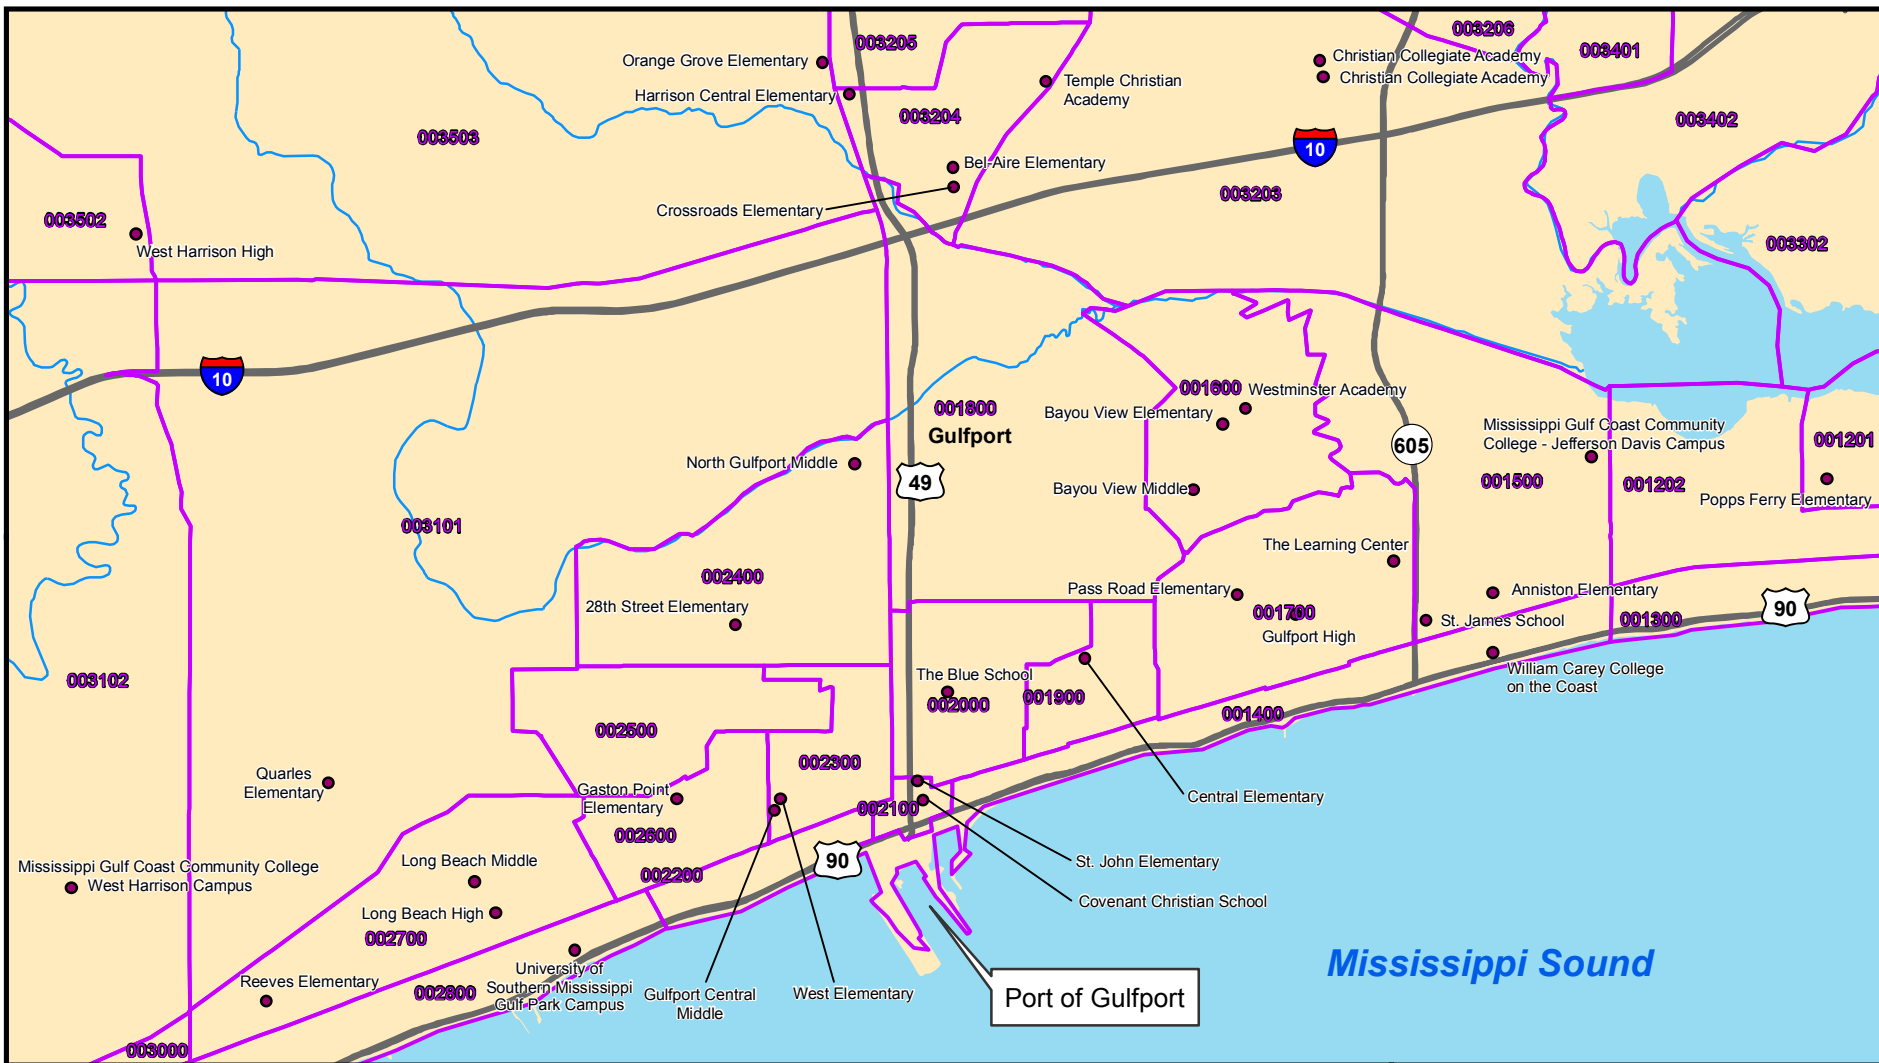 003205
003206
003401
Orange Grove Elementary
Christian Collegiate Academy
Christian Collegiate Academy
Temple Christian
Academy
Harrison Central Elementary
003204
003402
003503
10
Bel-Aire Elementary
003203
Crossroads Elementary
003502
West Harrison High
003302
10
001600
Westminster Academy
001800
Bayou View Elementary
Gulfport
Mississippi Gulf Coast Community
College - Jefferson Davis Campus
605
001201
North Gulfport Middle
49
001500
001202
Bayou View Middle
Popps Ferry Elementary
003101
The Learning Center
002400
Pass Road Elementary
Anniston Elementary
28th Street Elementary
001700
90
001300
St. James School
Gulfport High
003102
The Blue School
William Carey College
on the Coast
002000
001900
001400
002500
002300
Quarles
Elementary
Gaston Point
Elementary
Central Elementary
002100
002600
Long Beach Middle
90
St. John Elementary
Mississippi Gulf Coast Community College
West Harrison Campus
002200
Covenant Christian School
Long Beach High
002700
Mississippi Sound
University of
Southern Mississippi
Gulf Park Campus
Reeves Elementary
002800
Gulfport Central
Middle
West Elementary
Port of Gulfport
003000